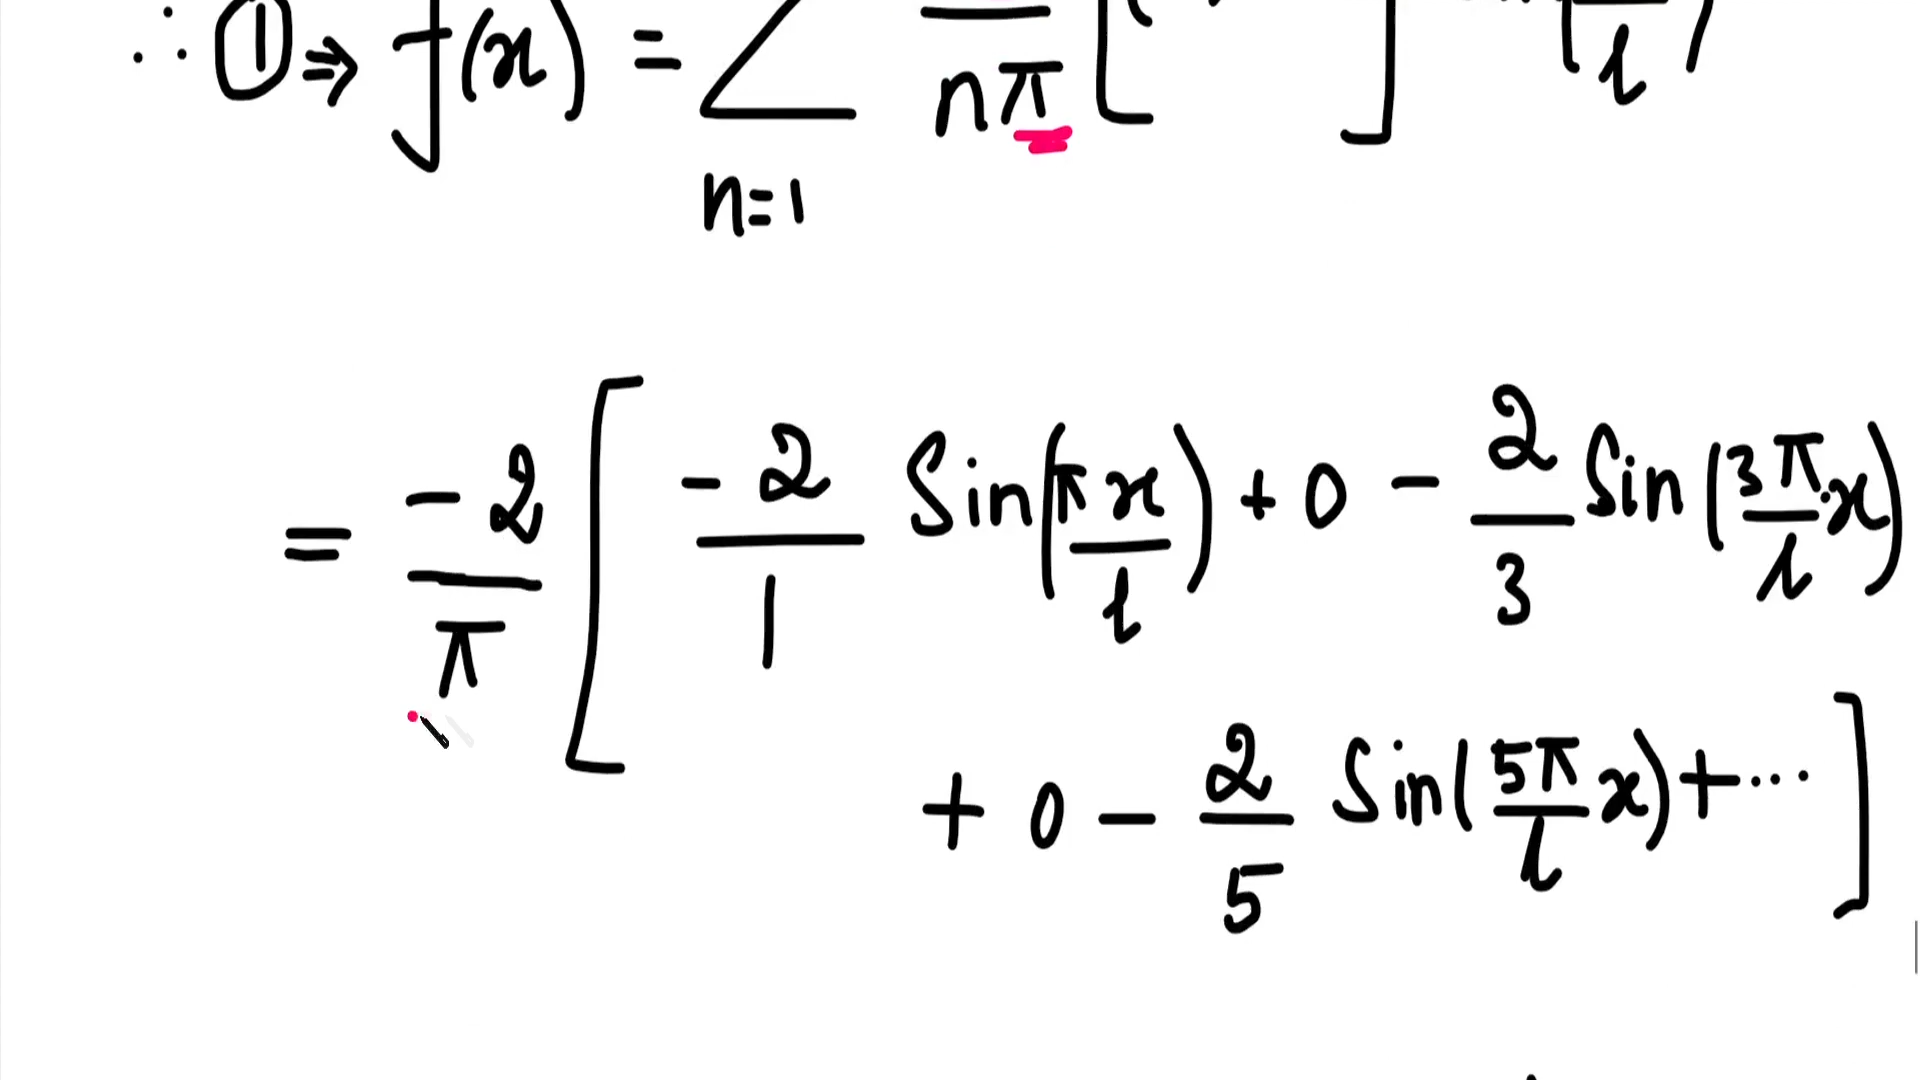 ∴ ① ⇒ f(x) = Σ n=1 — nπ [ ] l )
= -2/π [ -2/1 Sin(πx/l) + 0 - 2/3 Sin(3π/l . x)
+ 0 - 2/5 Sin(5π/l x) + ... ]